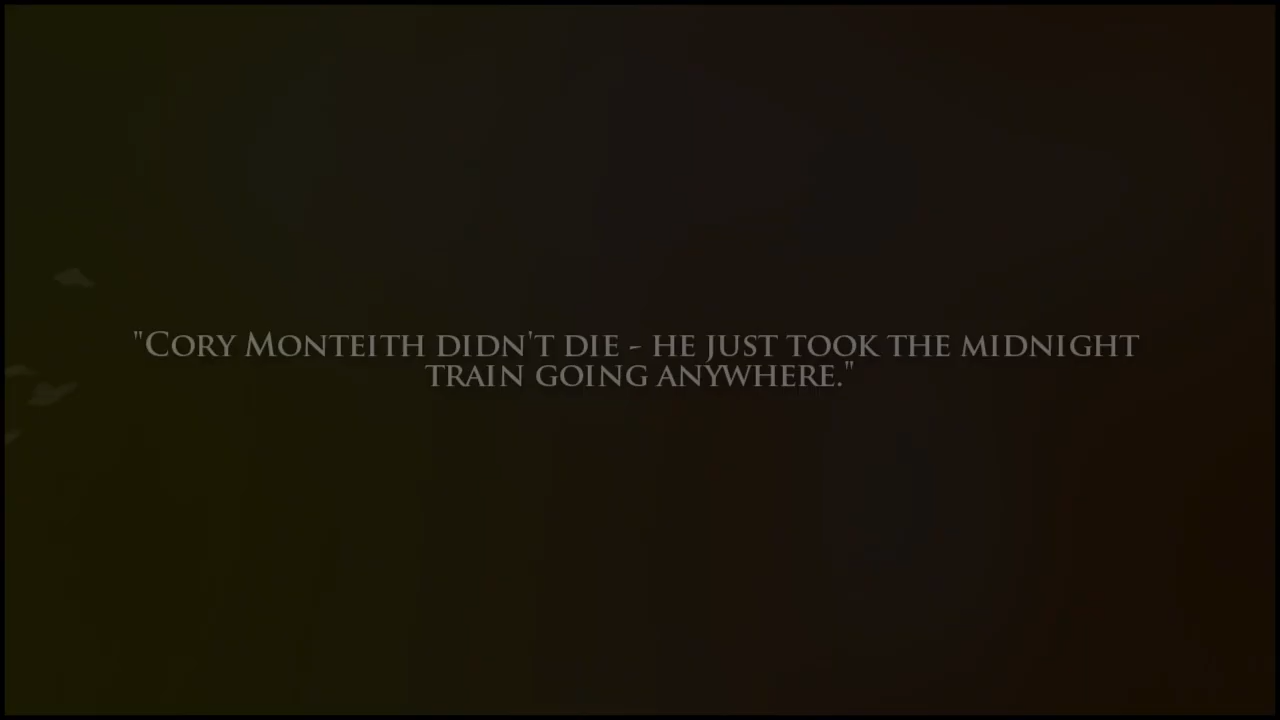 "Cory Monteith didn't die - he just took the midnight
train going anywhere."